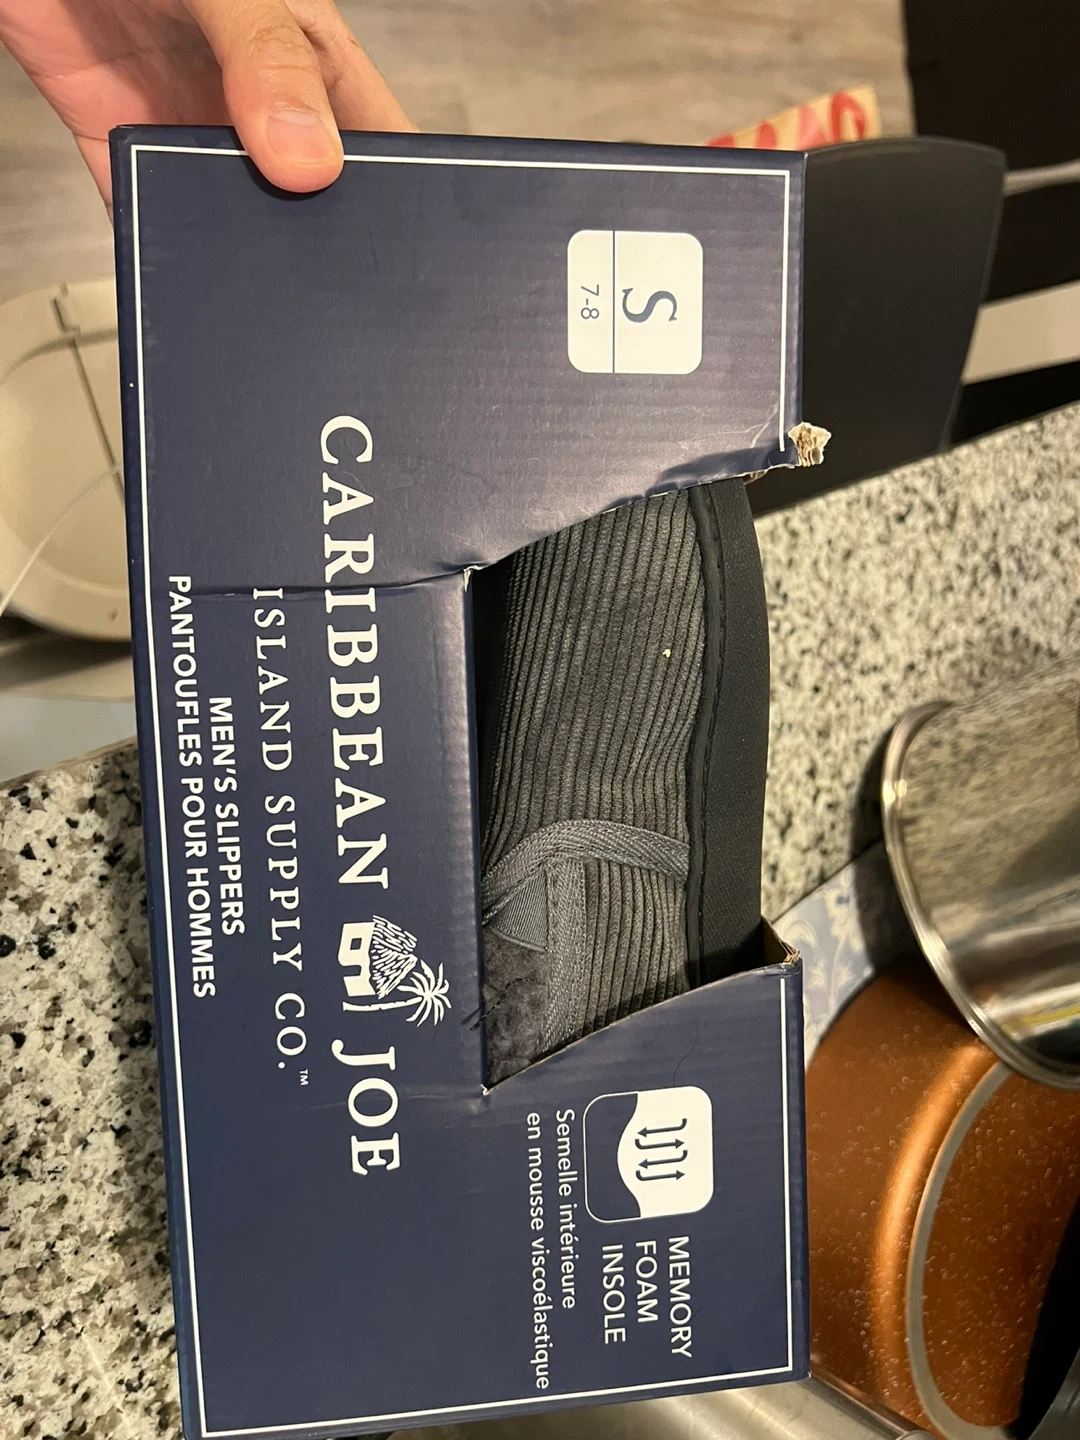 S
7-8
CARIBBEAN JOE
ISLAND SUPPLY CO.™
MEN'S SLIPPERS
PANTOUFLES POUR HOMMES
MEMORY
FOAM
INSOLE
Semelle intérieure
en mousse viscoélastique